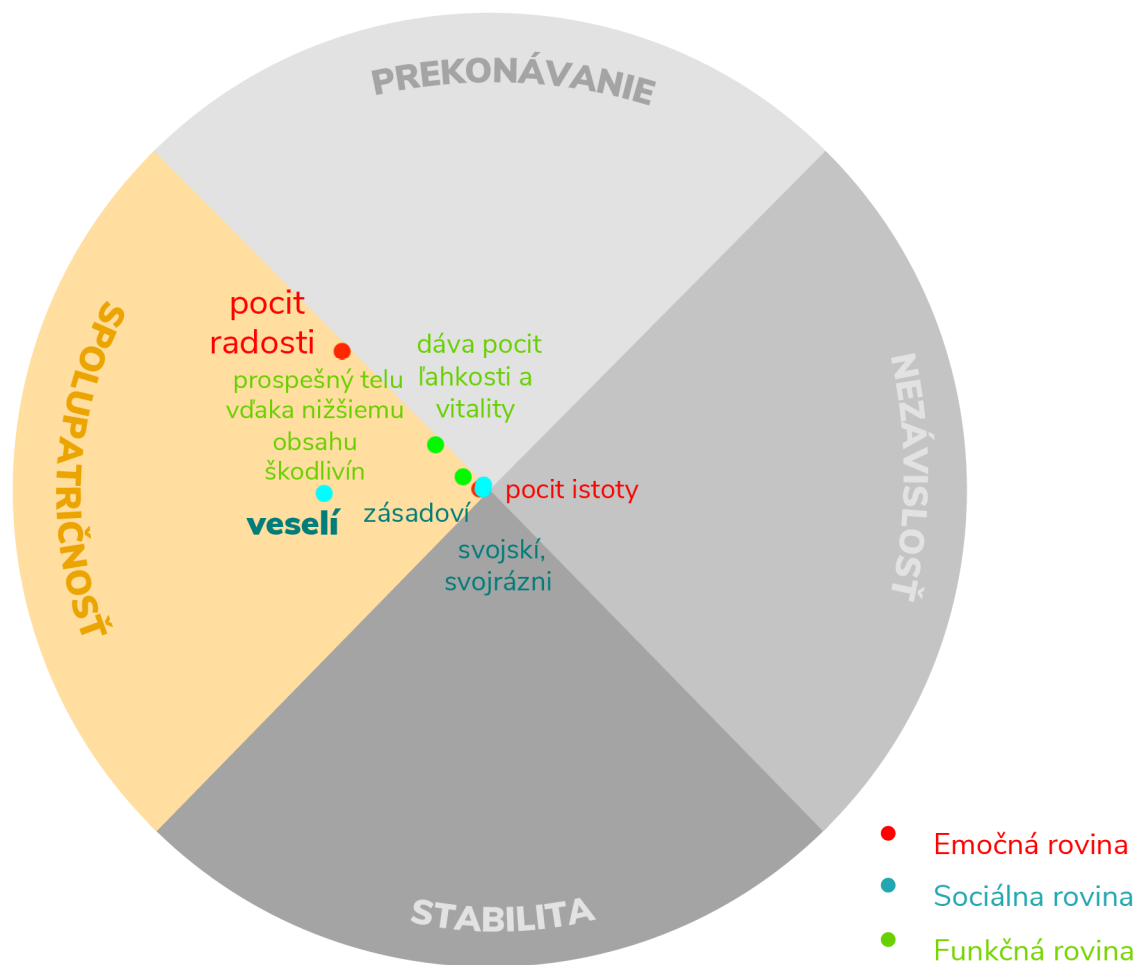 PREKONÁVANIE
SPOLUPATRIČNOSŤ
NEZÁVISLOSŤ
pocit
radosti
dáva pocit
ľahkosti a
vitality
prospešný telu
vďaka nižšiemu
obsahu
škodlivín
pocit istoty
veselí
zásadoví
svojskí,
svojrázni
STABILITA
Emočná rovina
Sociálna rovina
Funkčná rovina